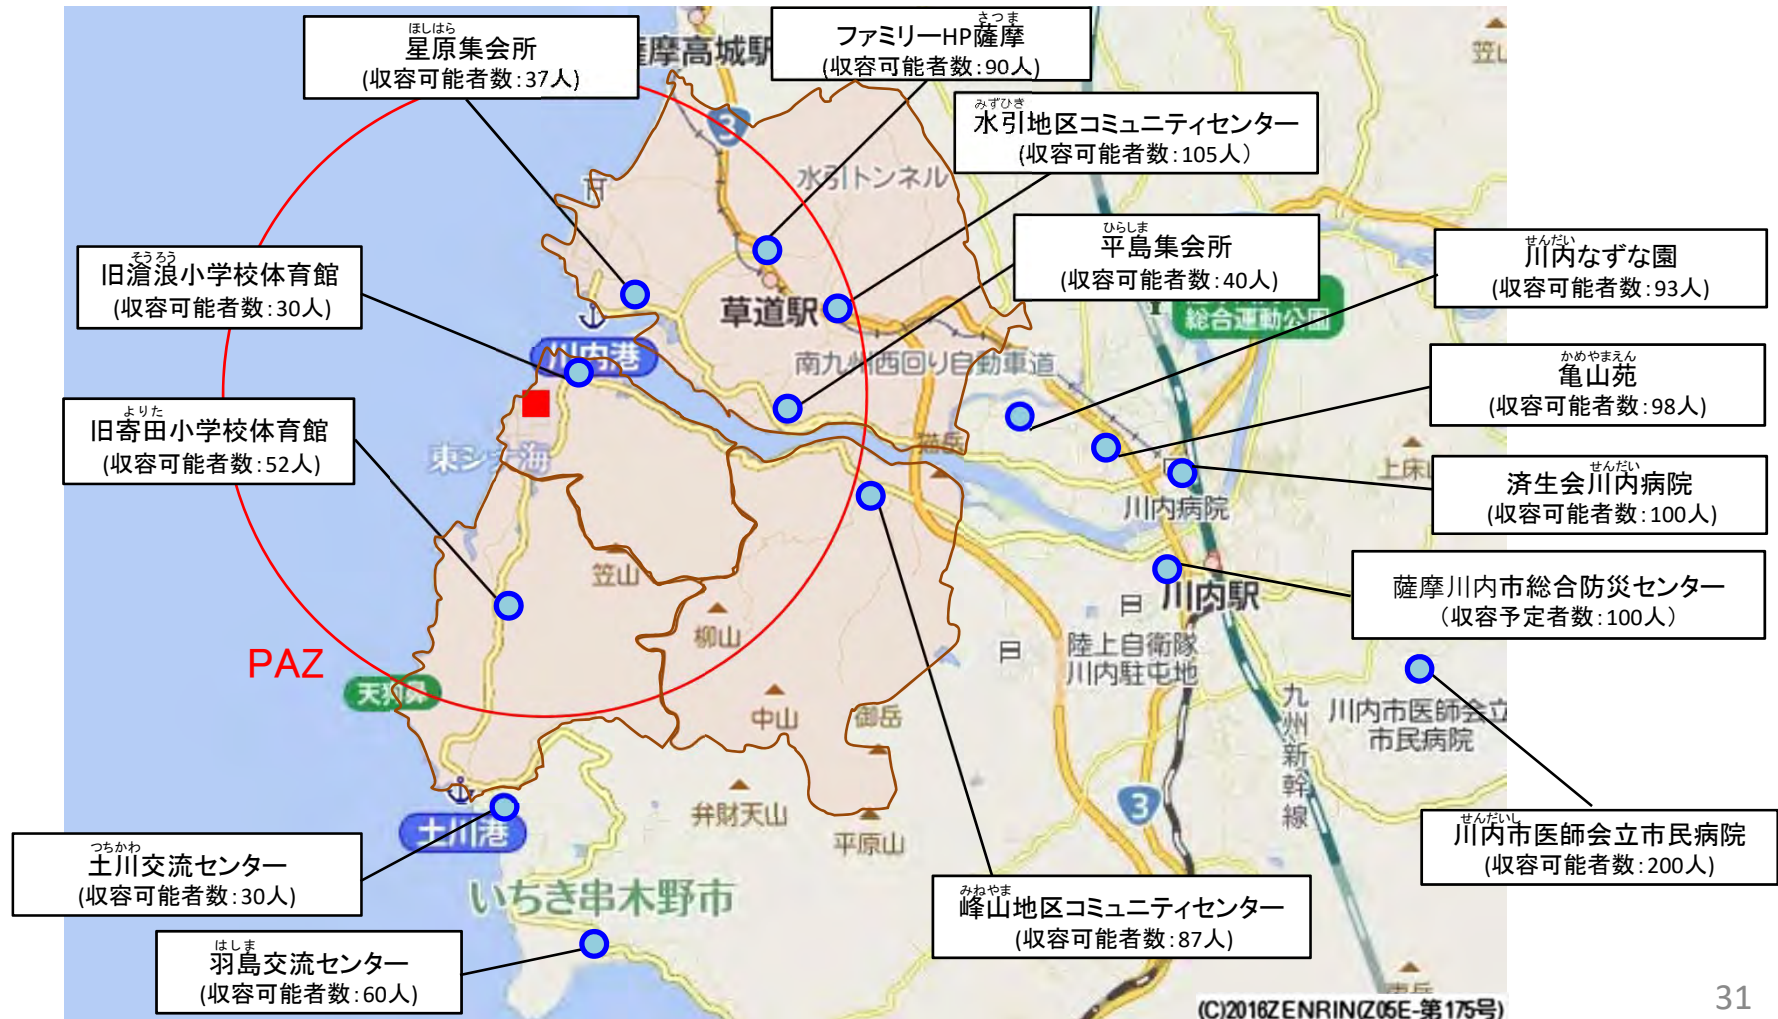 ほしはら
星原集会所
(収容可能者数:37人)
さつま
ファミリーHP薩摩
(収容可能者数:90人)
みずひき
水引地区コミュニティセンター
(収容可能者数:105人)
ひらしま
平島集会所
(収容可能者数:40人)
せんだい
川内なずな園
(収容可能者数:93人)
そうろう
旧滄浪小学校体育館
(収容可能者数:30人)
かめやまえん
亀山苑
(収容可能者数:98人)
よりた
旧寄田小学校体育館
(収容可能者数:52人)
せんだい
済生会川内病院
(収容可能者数:100人)
薩摩川内市総合防災センター
(収容予定者数:100人)
せんだいし
川内市医師会立市民病院
(収容可能者数:200人)
つちかわ
土川交流センター
(収容可能者数:30人)
みねやま
峰山地区コミュニティセンター
(収容可能者数:87人)
はしま
羽島交流センター
(収容可能者数:60人)
摩高城駅
3
水引トンネル
草道駅
川内港
南九州西回り自動車道
総合運動公園
東シナ海
猫岳
上床
川内病院
笠山
柳山
川内駅
陸上自衛隊
川内駐屯地
PAZ
天狗鼻
中山
御岳
九州新幹線
川内市医師会立
市民病院
弁財天山
平原山
3
土川港
いちき串木野市
笠山
(C)2016ZENRIN(Z05E-第175号)
31